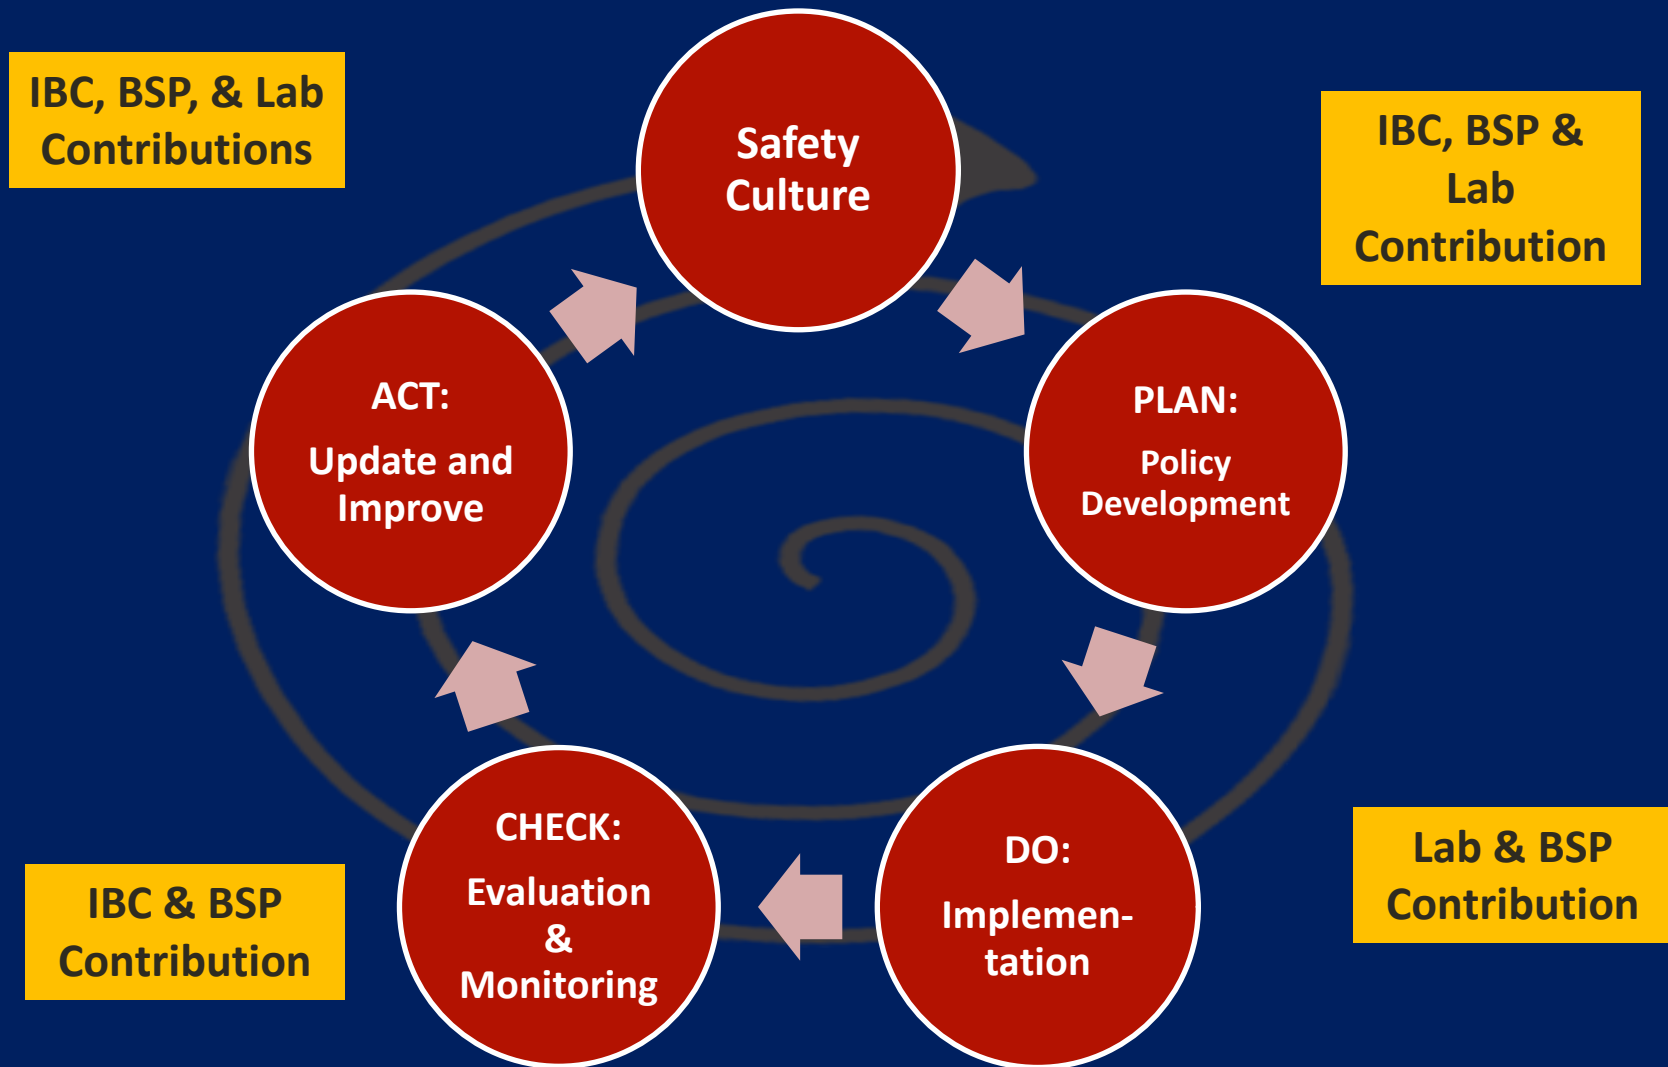 IBC, BSP, & Lab
Contributions
Safety
Culture
IBC, BSP &
Lab
Contribution
ACT:
Update and
Improve
PLAN:
Policy
Development
CHECK:
Evaluation
&
Monitoring
DO:
Implemen-
tation
Lab & BSP
Contribution
IBC & BSP
Contribution